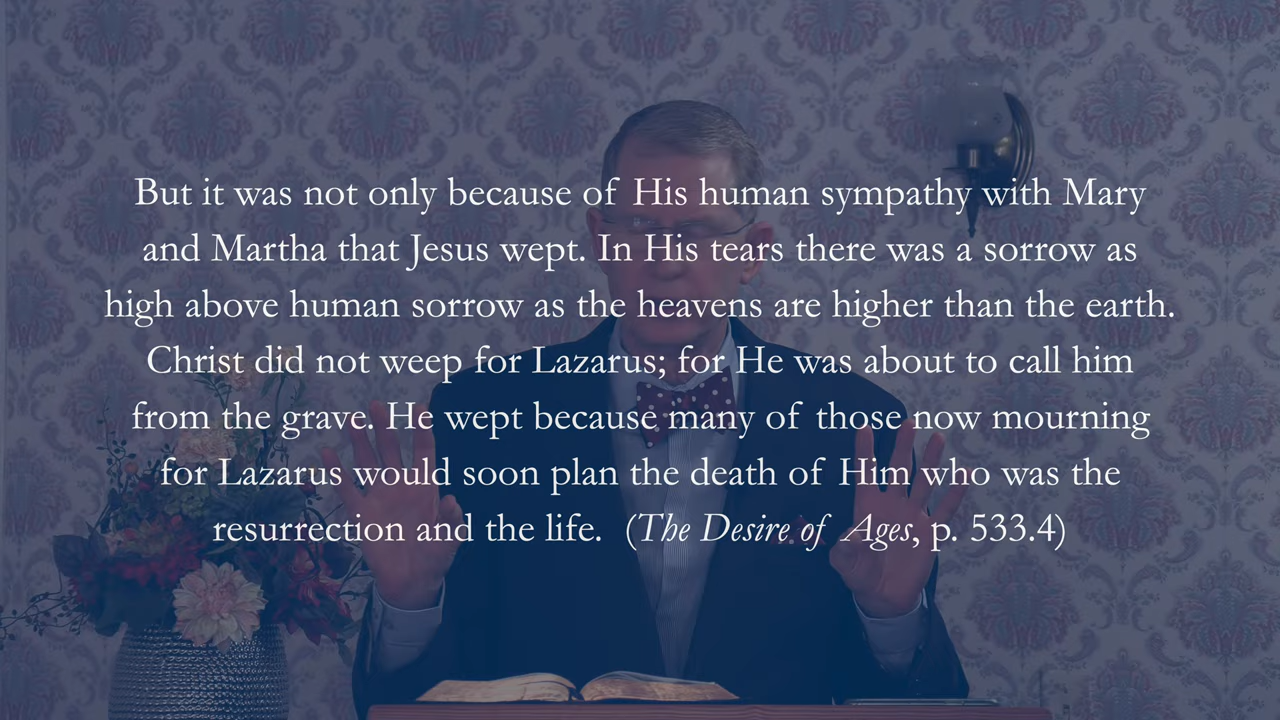 But it was not only because of His human sympathy with Mary
and Martha that Jesus wept. In His tears there was a sorrow as
high above human sorrow as the heavens are higher than the earth.
Christ did not weep for Lazarus; for He was about to call him
from the grave. He wept because many of those now mourning
for Lazarus would soon plan the death of Him who was the
resurrection and the life. (The Desire of Ages, p. 533.4)